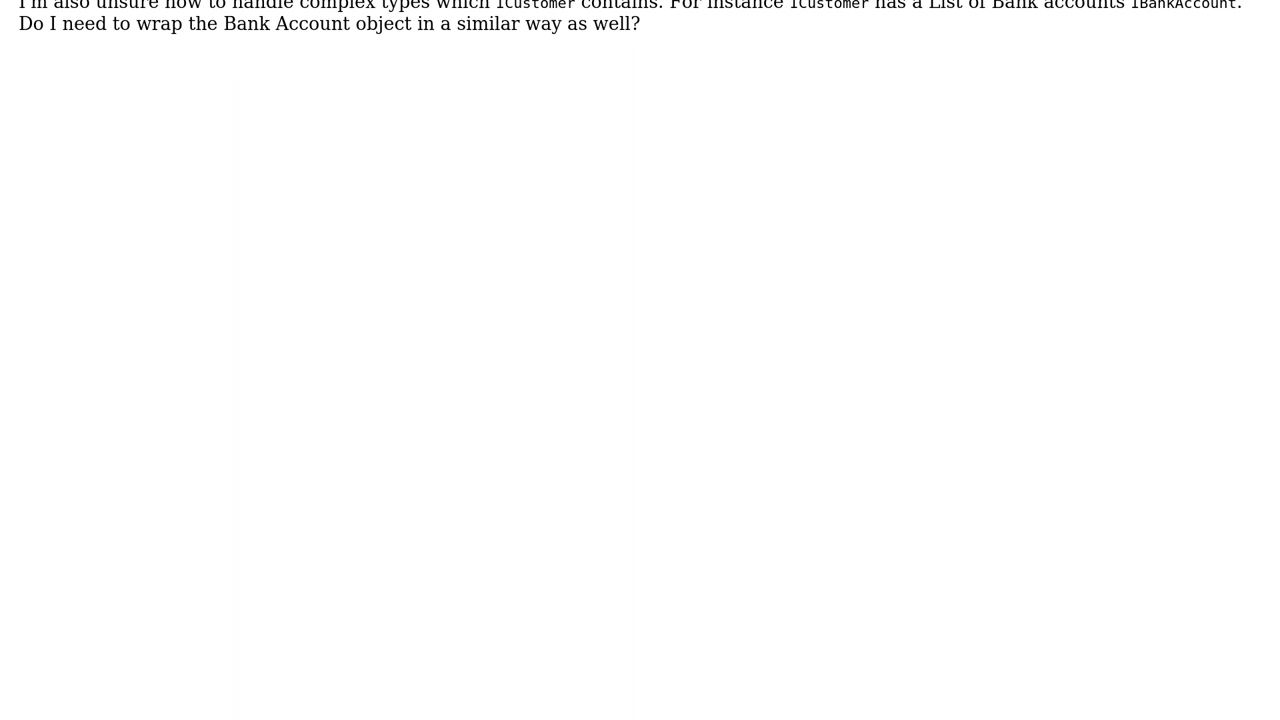 I'm also unsure how to handle complex types which ICustomer contains. For instance ICustomer has a List of Bank accounts IBankAccount.
Do I need to wrap the Bank Account object in a similar way as well?